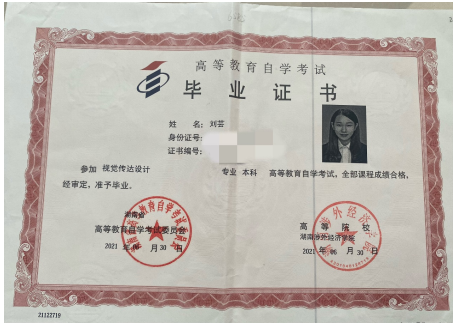 高等教育自学考试
毕业证书
姓名：刘芸
身份证号：
证书编号：
参加 视觉传达设计 专业 本科 高等教育自学考试，全部课程成绩合格，
经审定，准予毕业。
湖南省
高等教育自学考试委员会
2021 年 06 月 30 日
高等院校
湖南涉外经济学院
2021 年 06 月 30 日
21122719